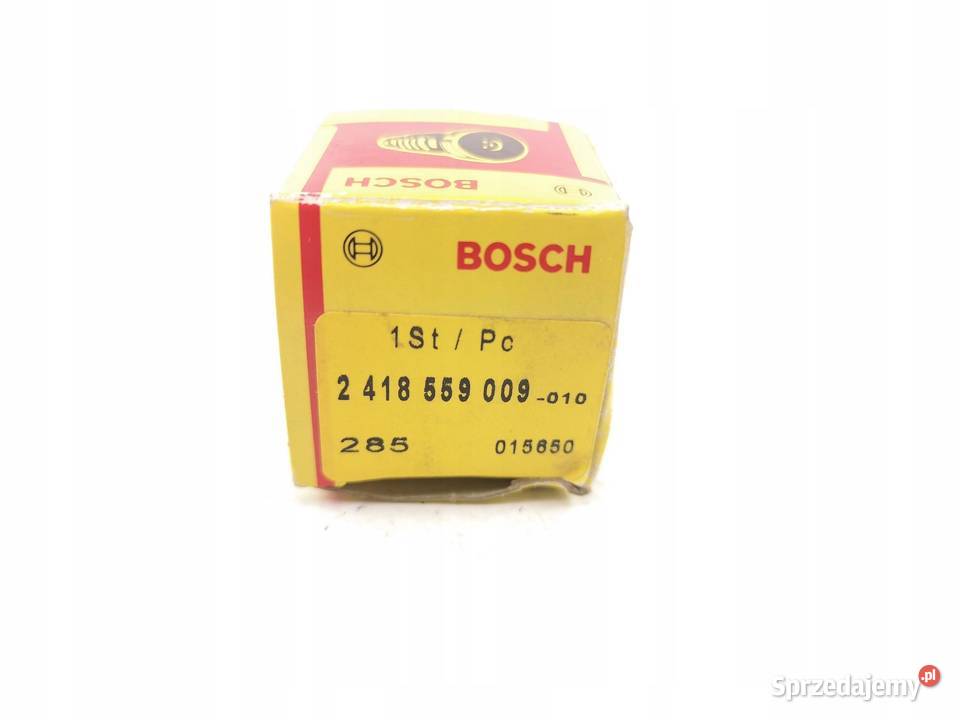 BOSCH
BOSCH
1St / Pc
2 418 559 009-010
285 015650
Sprzedajemy.pl